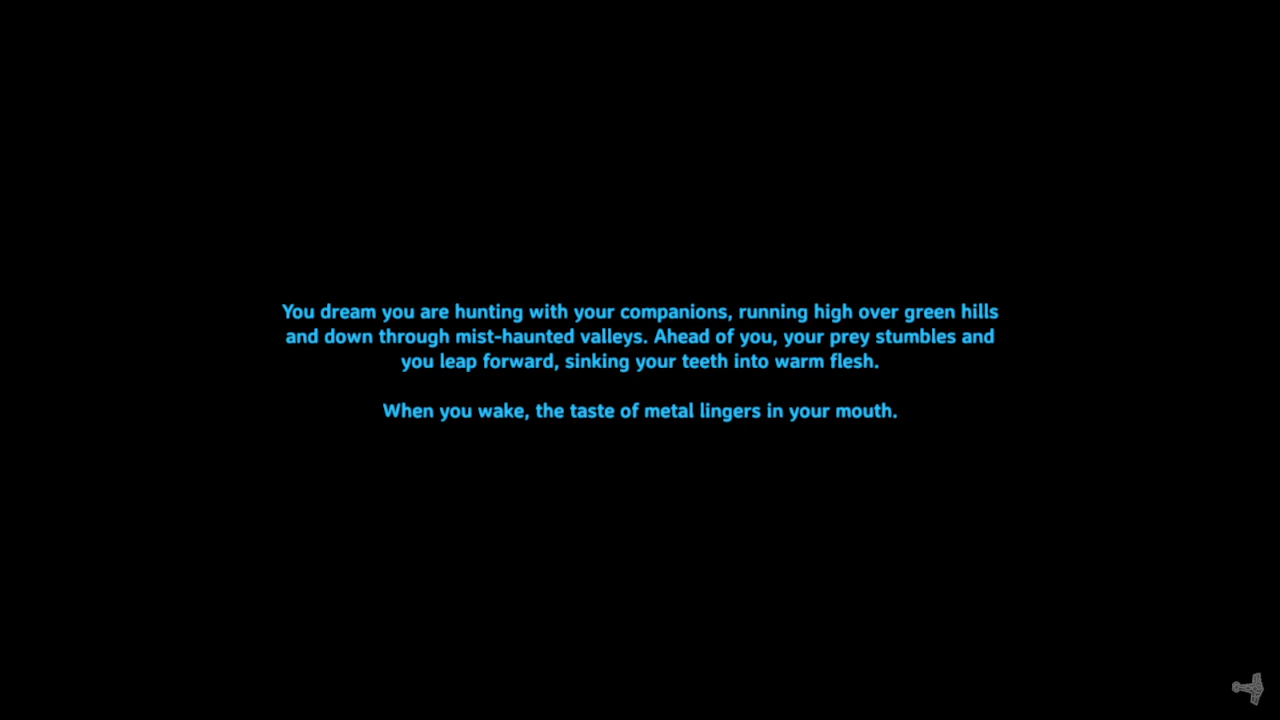 You dream you are hunting with your companions, running high over green hills
and down through mist-haunted valleys. Ahead of you, your prey stumbles and
you leap forward, sinking your teeth into warm flesh.
When you wake, the taste of metal lingers in your mouth.